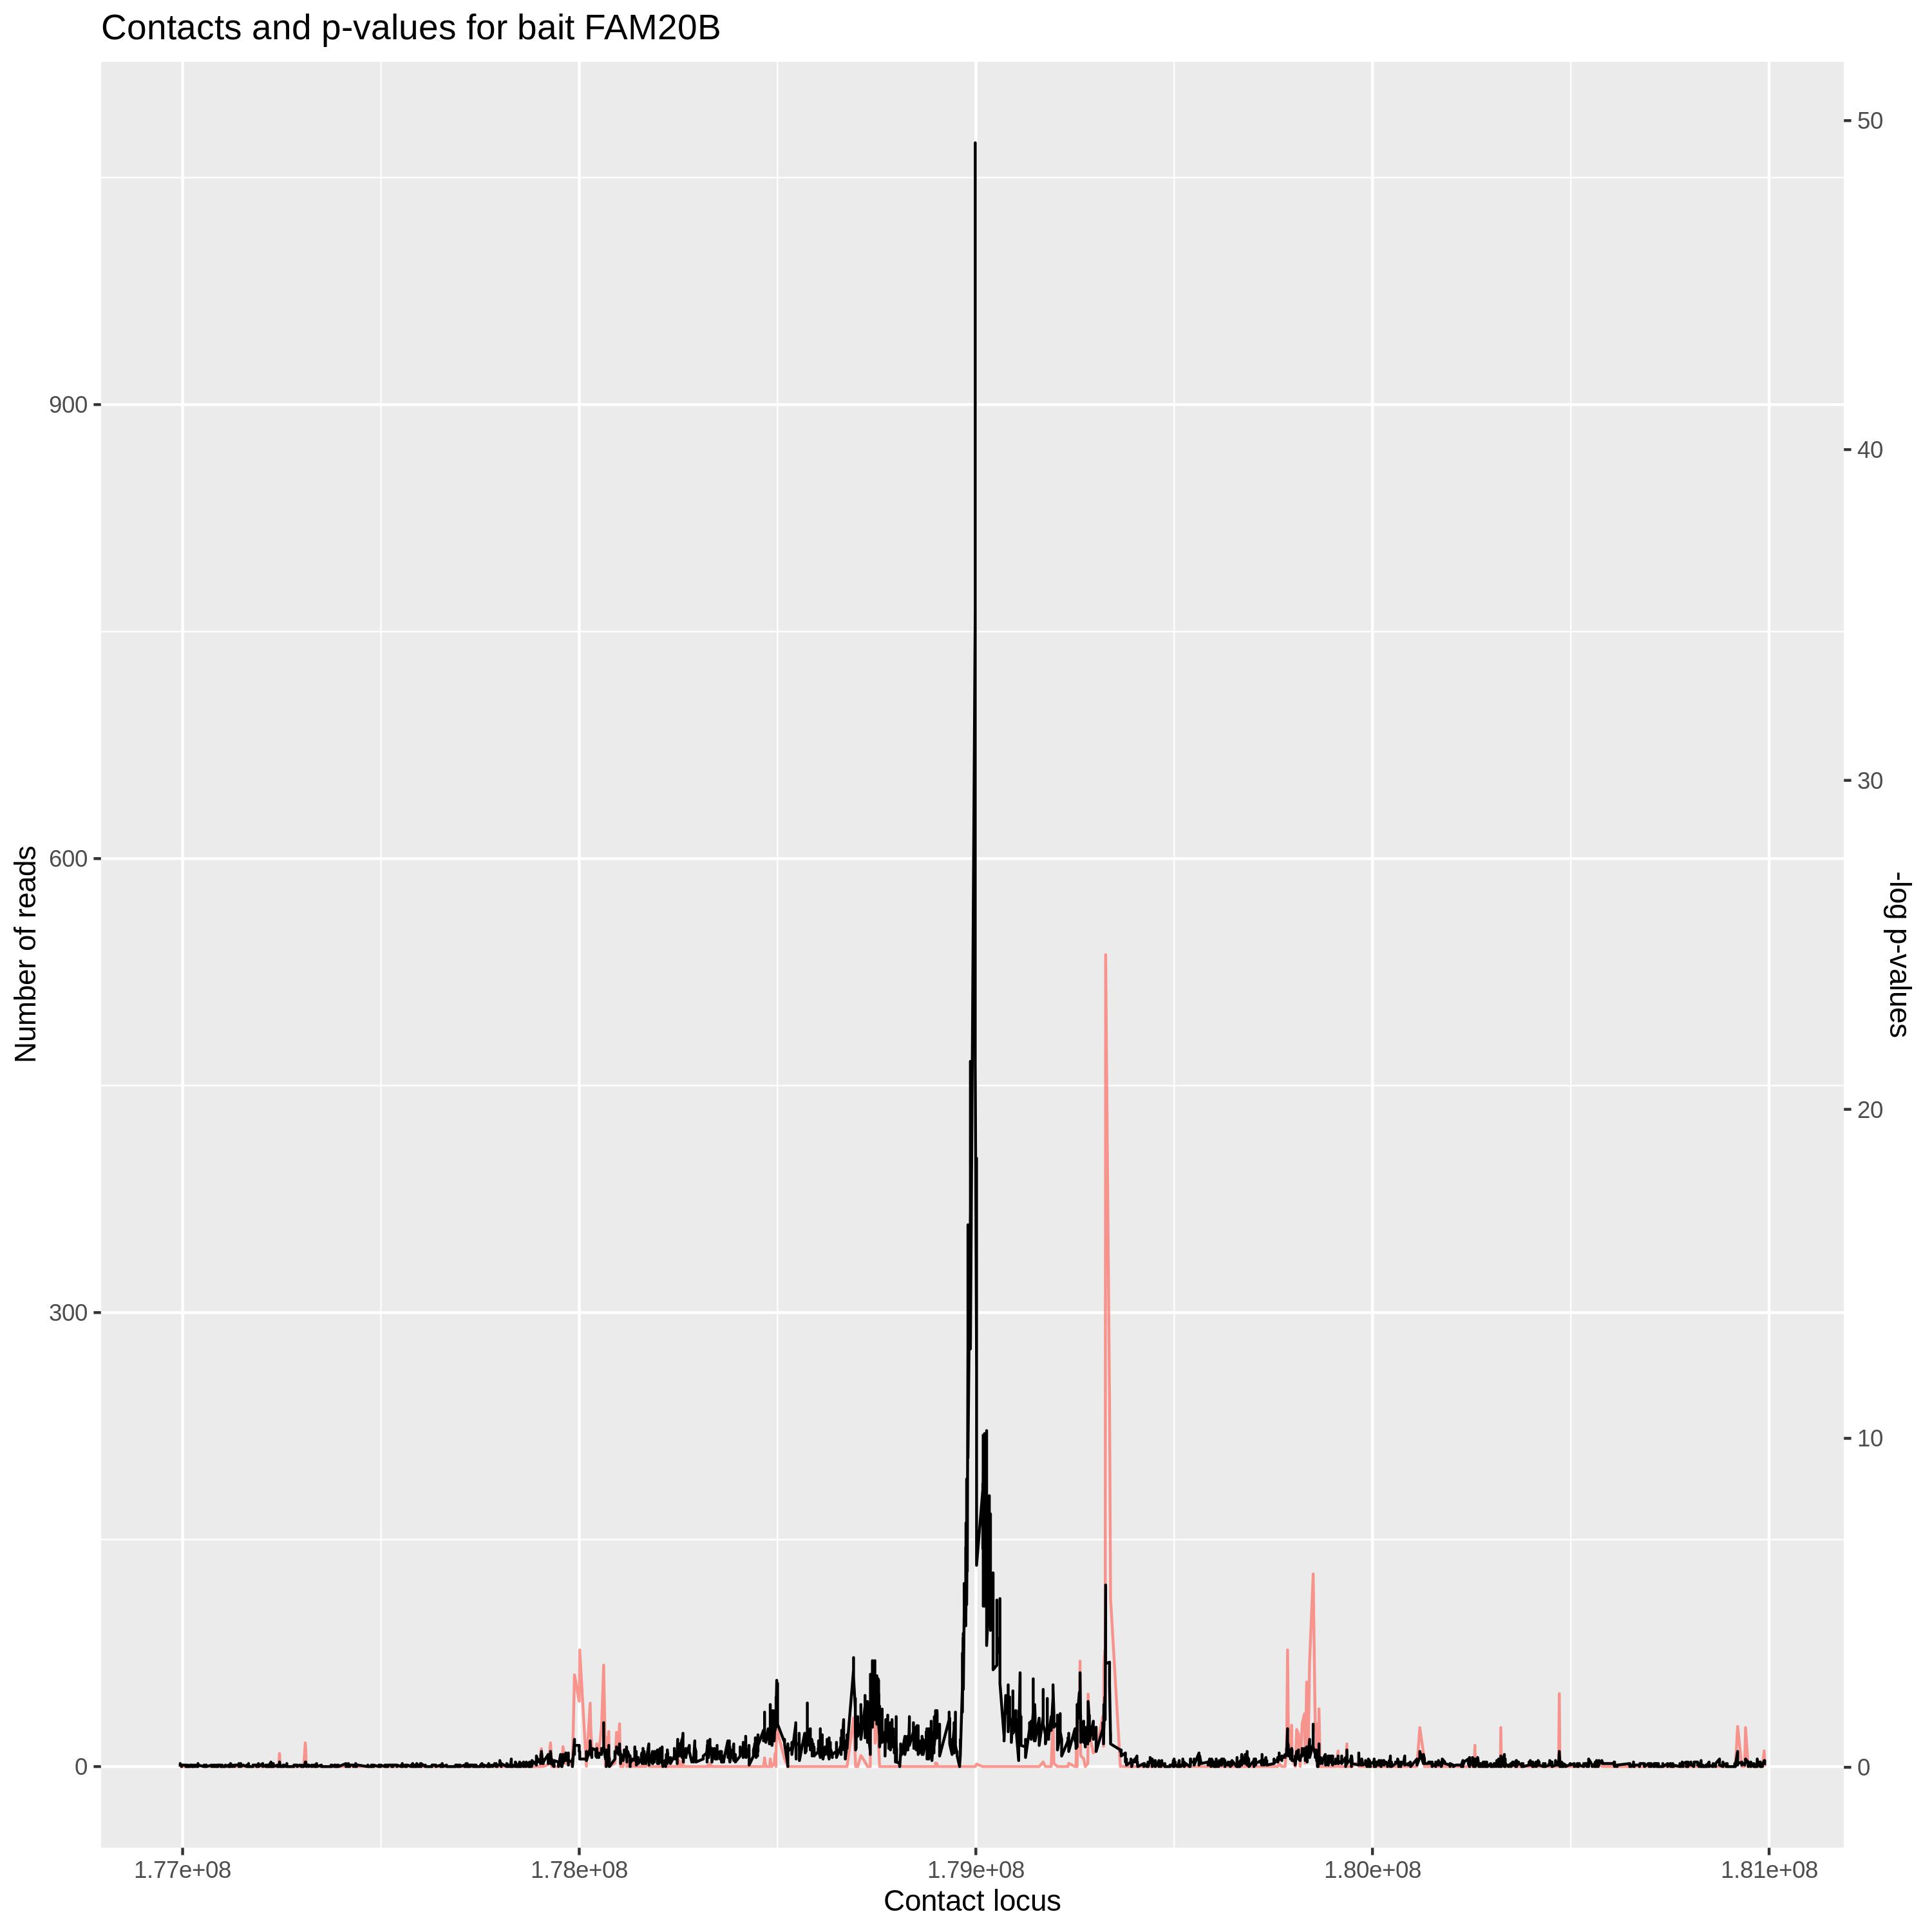 Contacts and p-values for bait FAM20B
Number of reads
900
600
300
0
50
40
30
20
10
0
-log p-values
1.77e+08 1.78e+08 1.79e+08 1.80e+08 1.81e+08
Contact locus